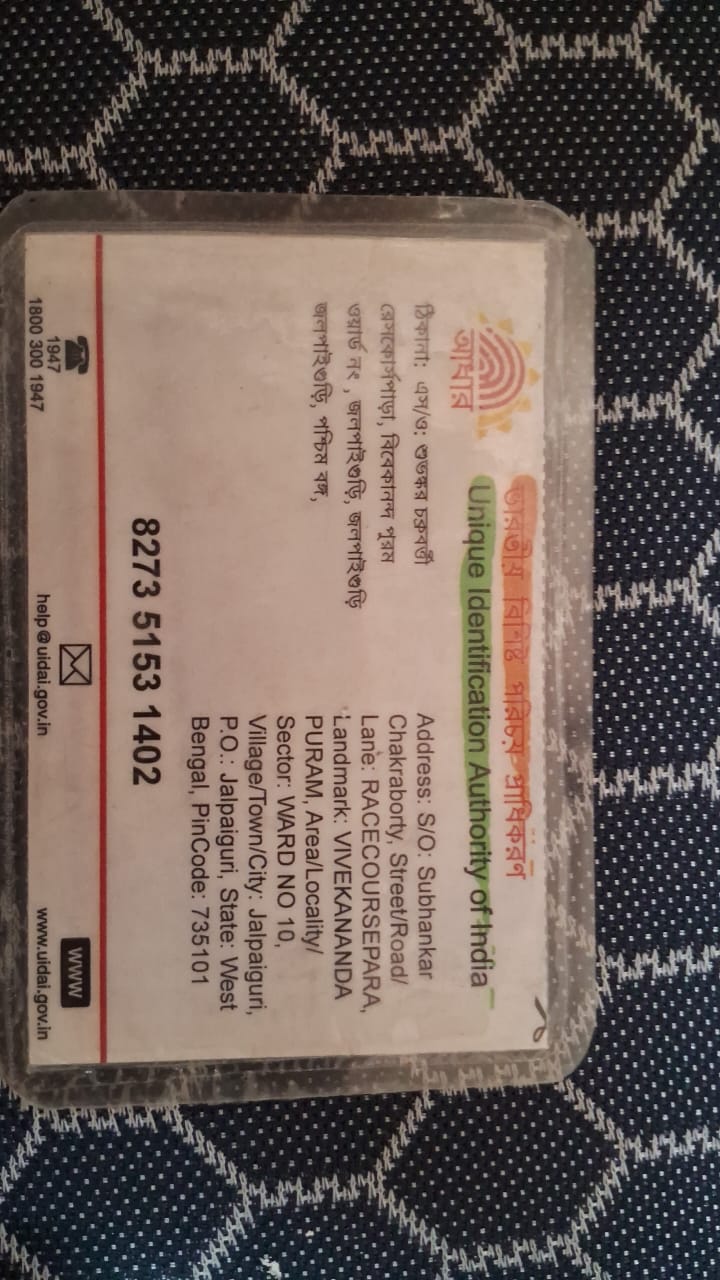 ভারতীয় বিশিষ্ট পরিচয় প্রাধিকরণ
Unique Identification Authority of India
আধার
ঠিকানা: এস/ও: শুভঙ্কর চক্রবর্তী
রেসকোর্সপাড়া, বিবেকানন্দ পুরম
ওয়ার্ড নং , জলপাইগুড়ি, জলপাইগুড়ি
জলপাইগুড়ি, পশ্চিম বঙ্গ,
Address: S/O: Subhankar
Chakraborty, Street/Road/
Lane: RACECOURSEPARA,
Landmark: VIVEKANANDA
PURAM, Area/Locality/
Sector: WARD NO 10,
Village/Town/City: Jalpaiguri,
P.O.: Jalpaiguri, State: West
Bengal, PinCode: 735101
8273 5153 1402
1947
1800 300 1947
help@uidai.gov.in
www
www.uidai.gov.in